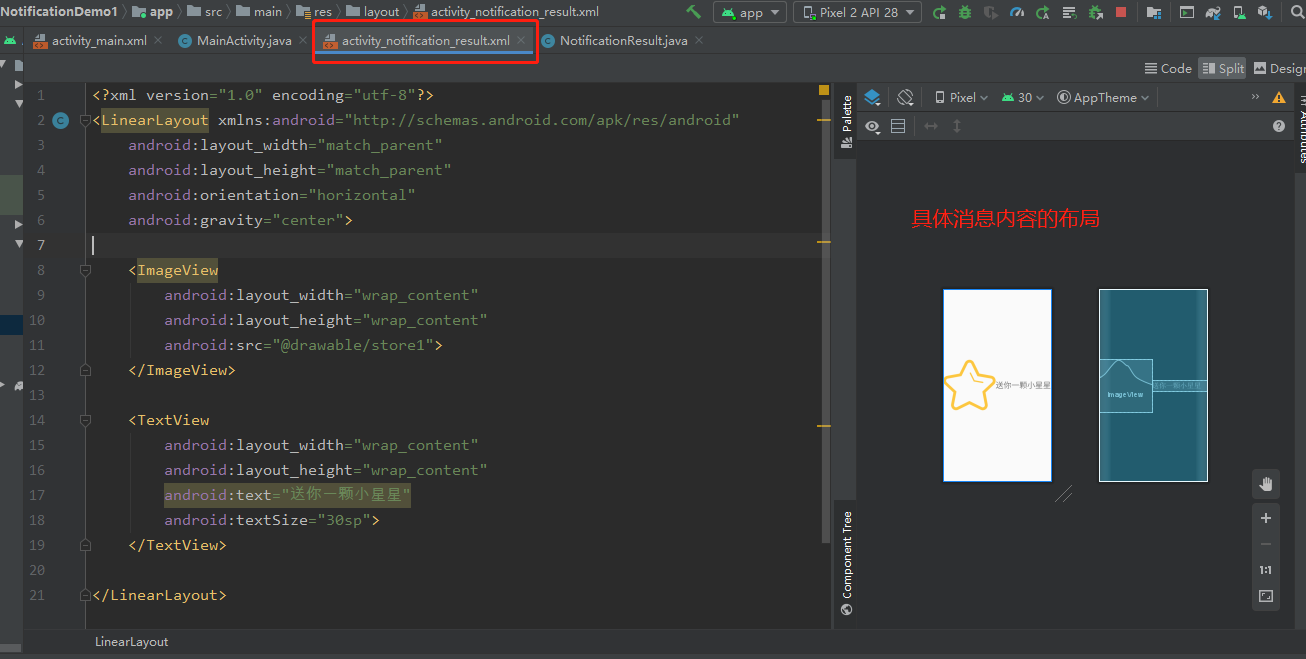 NotificationDemo1 app src main res layout activity_notification_result.xml app Pixel 2 API 28
activity_main.xml MainActivity.java activity_notification_result.xml NotificationResult.java
Code Split Design
Pixel 30 AppTheme
Palette
Attributes
1 <?xml version="1.0" encoding="utf-8"?>
2 <LinearLayout xmlns:android="http://schemas.android.com/apk/res/android"
3 android:layout_width="match_parent"
4 android:layout_height="match_parent"
5 android:orientation="horizontal"
6 android:gravity="center">
7
8 <ImageView
9 android:layout_width="wrap_content"
10 android:layout_height="wrap_content"
11 android:src="@drawable/store1">
12 </ImageView>
13
14 <TextView
15 android:layout_width="wrap_content"
16 android:layout_height="wrap_content"
17 android:text="送你一颗小星星"
18 android:textSize="30sp">
19 </TextView>
20
21 </LinearLayout>
具体消息内容的布局
送你一颗小星星
ImageView
送你一颗小星星
1:1
Component Tree
LinearLayout